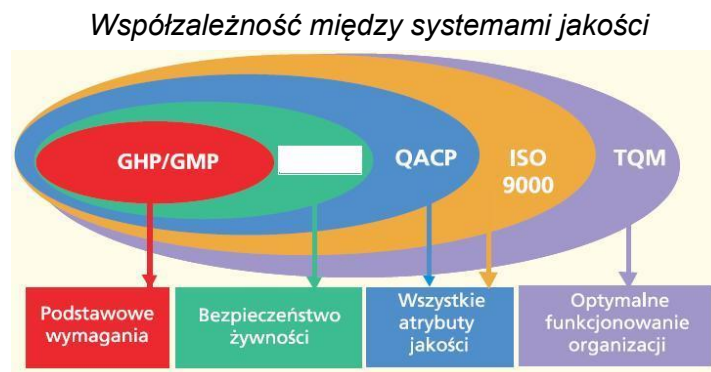 Współzależność między systemami jakości
GHP/GMP
QACP
ISO
9000
TQM
Podstawowe
wymagania
Bezpieczeństwo
żywności
Wszystkie
atrybuty
jakości
Optymalne
funkcjonowanie
organizacji